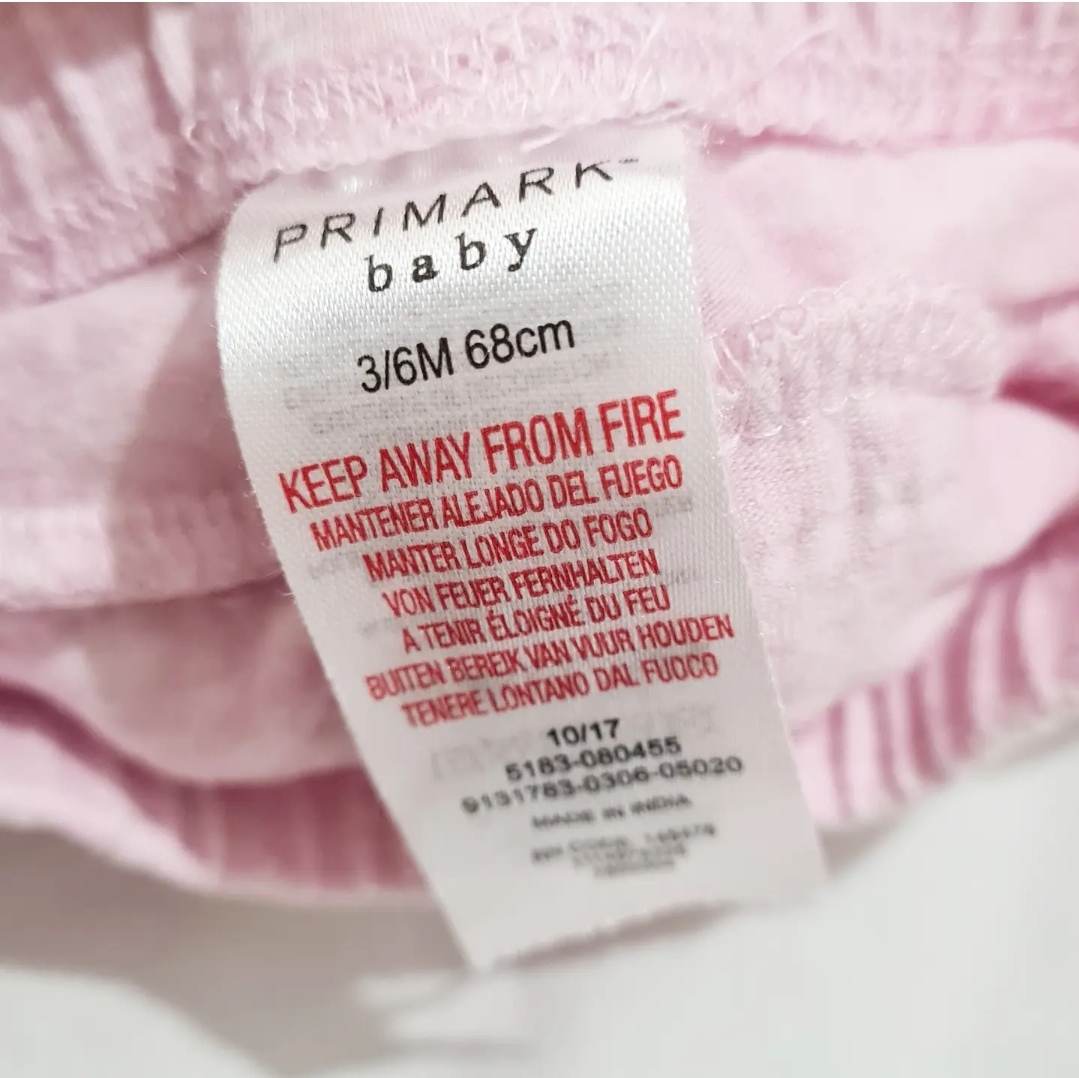 PRIMARK™
baby
3/6M 68cm
KEEP AWAY FROM FIRE
MANTENER ALEJADO DEL FUEGO
MANTER LONGE DO FOGO
VON FEUER FERNHALTEN
A TENIR ÉLOIGNÉ DU FEU
BUITEN BEREIK VAN VUUR HOUDEN
TENERE LONTANO DAL FUOCO
10/17
5183-080455
9131783-0306-05020
MADE IN INDIA